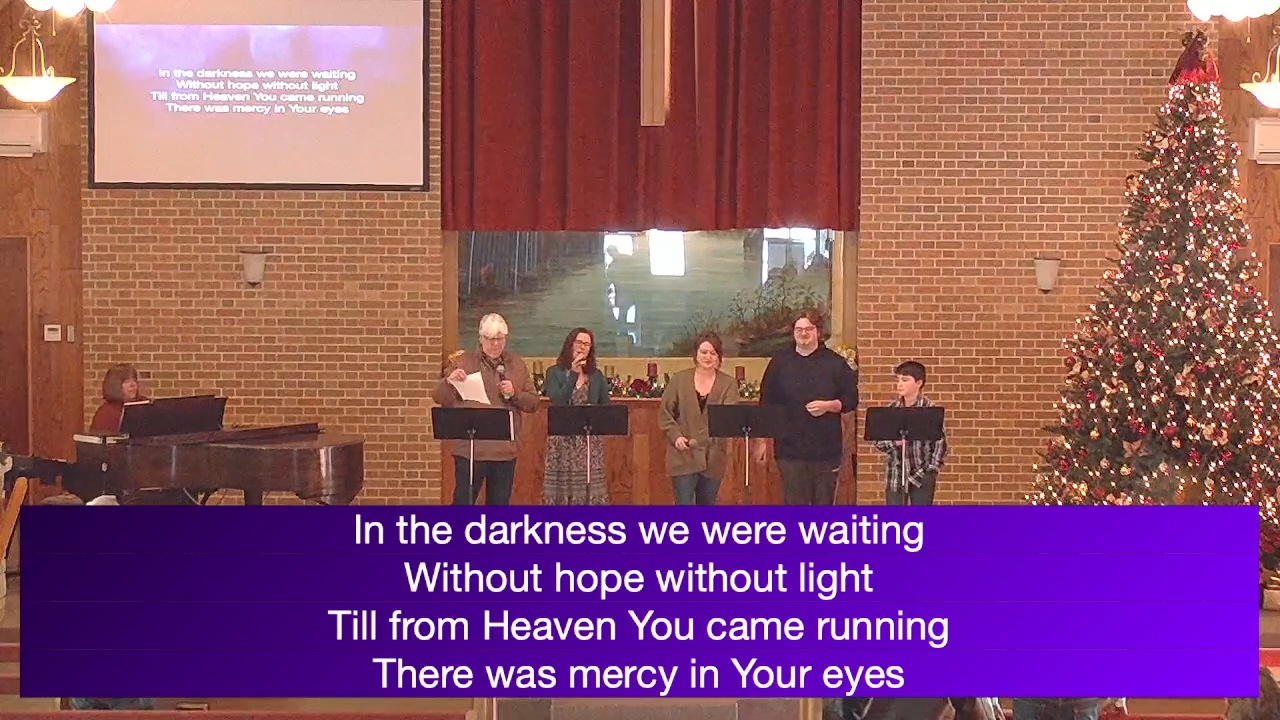 In the darkness we were waiting
Without hope without light
Till from Heaven You came running
There was mercy in Your eyes
In the darkness we were waiting
Without hope without light
Till from Heaven You came running
There was mercy in Your eyes